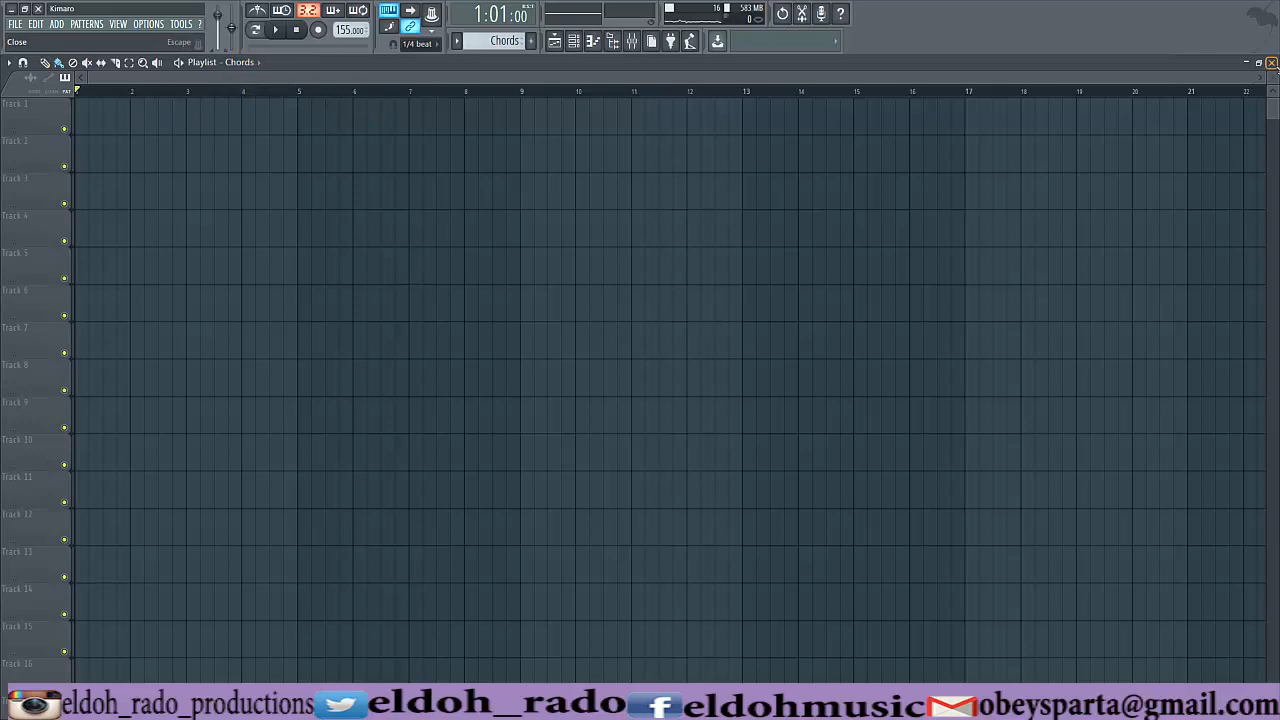 Kimaro
FILE EDIT ADD PATTERNS VIEW OPTIONS TOOLS ?
Close Escape
3.2.
155.000
1/4 beat
1:01:00
B:S:T
Chords
16
583 MB
0
Playlist - Chords ›
2 3 4 5 6 7 8 9 10 11 12 13 14 15 16 17 18 19 20 21 22
Track 1
Track 2
Track 3
Track 4
Track 5
Track 6
Track 7
Track 8
Track 9
Track 10
Track 11
Track 12
Track 13
Track 14
Track 15
Track 16
eldoh_rado_productions eldoh_rado eldohmusic obeysparta@gmail.com